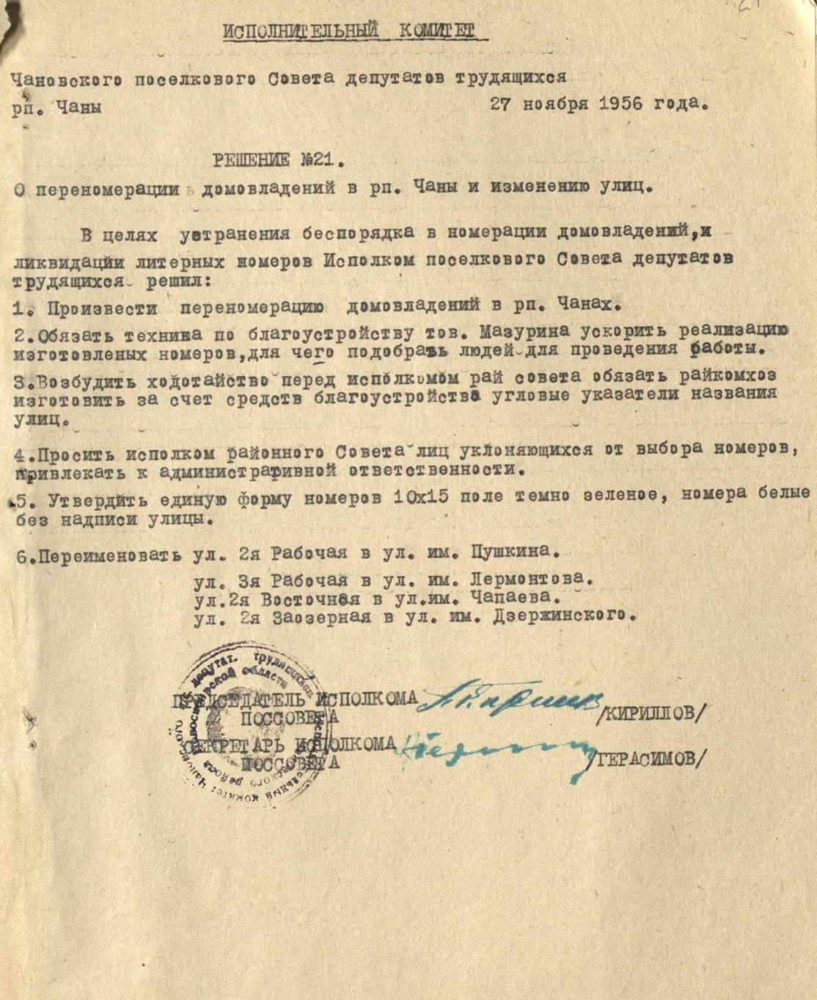 ИСПОЛНИТЕЛЬНЫЙ КОМИТЕТ
Чановского поселкового Совета депутатов трудящихся
рп. Чаны 27 ноября 1956 года.
РЕШЕНИЕ №21.
О переномерации домовладений в рп. Чаны и изменению улиц.
В целях устранения беспорядка в номерации домовладений,и
ликвидации литерных номеров Исполком поселкового Совета депутатов
трудящихся решил:
1. Произвести переномерацию домовладений в рп. Чанах.
2.Обязать техника по благоустройству тов. Мазурина ускорить реализацию
изготовленых номеров,для чего подобрать людей для проведения работы.
3.Возбудить ходотайство перед исполкомом рай совета обязать райкомхоз
изготовить за счет средств благоустройства угловые указатели названия
улиц.
4.Просить исполком районного Совета лиц уклоняющихся от выбора номеров,
привлекать к административной ответственности.
5. Утвердить единую форму номеров 10х15 поле темно зеленое, номера белые
без надписи улицы.
6.Переименовать ул. 2я Рабочая в ул. им. Пушкина.
ул. 3я Рабочая в ул. им. Лермонтова.
ул.2я Восточная в ул.им. Чапаева.
ул. 2я Заозерная в ул. им. Дзержинского.
ПРЕДСЕДАТЕЛЬ ИСПОЛКОМА /КИРИЛЛОВ/
ПОССОВЕТА
СЕКРЕТАРЬ ИСПОЛКОМА /ГЕРАСИМОВ/
ПОССОВЕТА
депутат. трудящихся
области
комитет
района